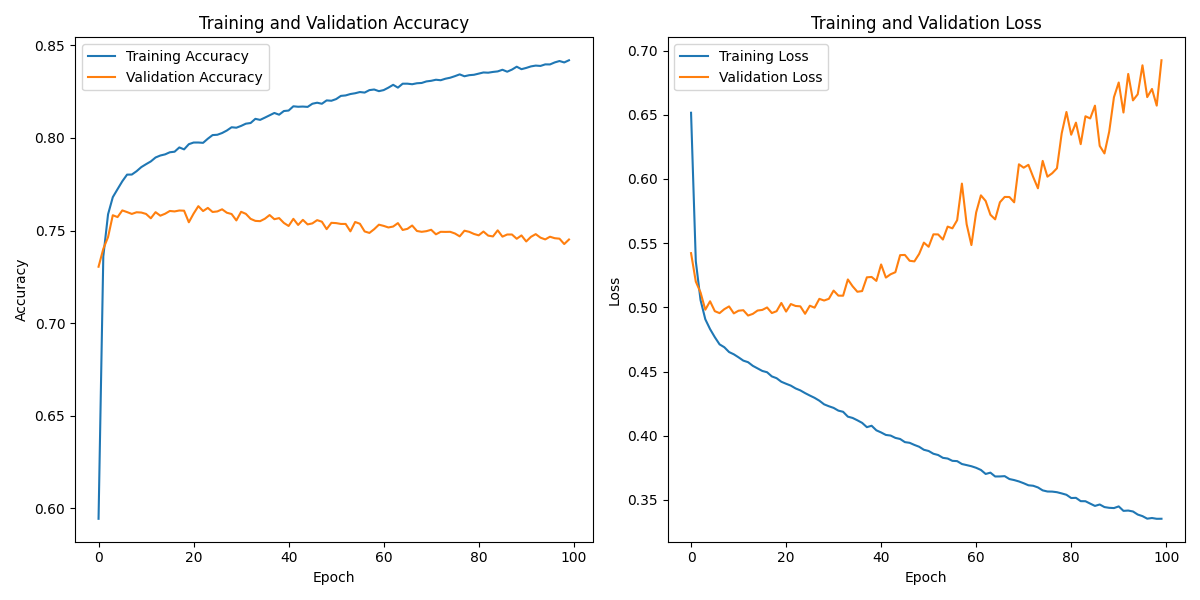 Training and Validation Accuracy
Training Accuracy
Validation Accuracy
0.85
0.80
0.75
0.70
0.65
0.60
Accuracy
0
20
40
60
80
100
Epoch
Training and Validation Loss
Training Loss
Validation Loss
0.70
0.65
0.60
0.55
0.50
0.45
0.40
0.35
Loss
0
20
40
60
80
100
Epoch